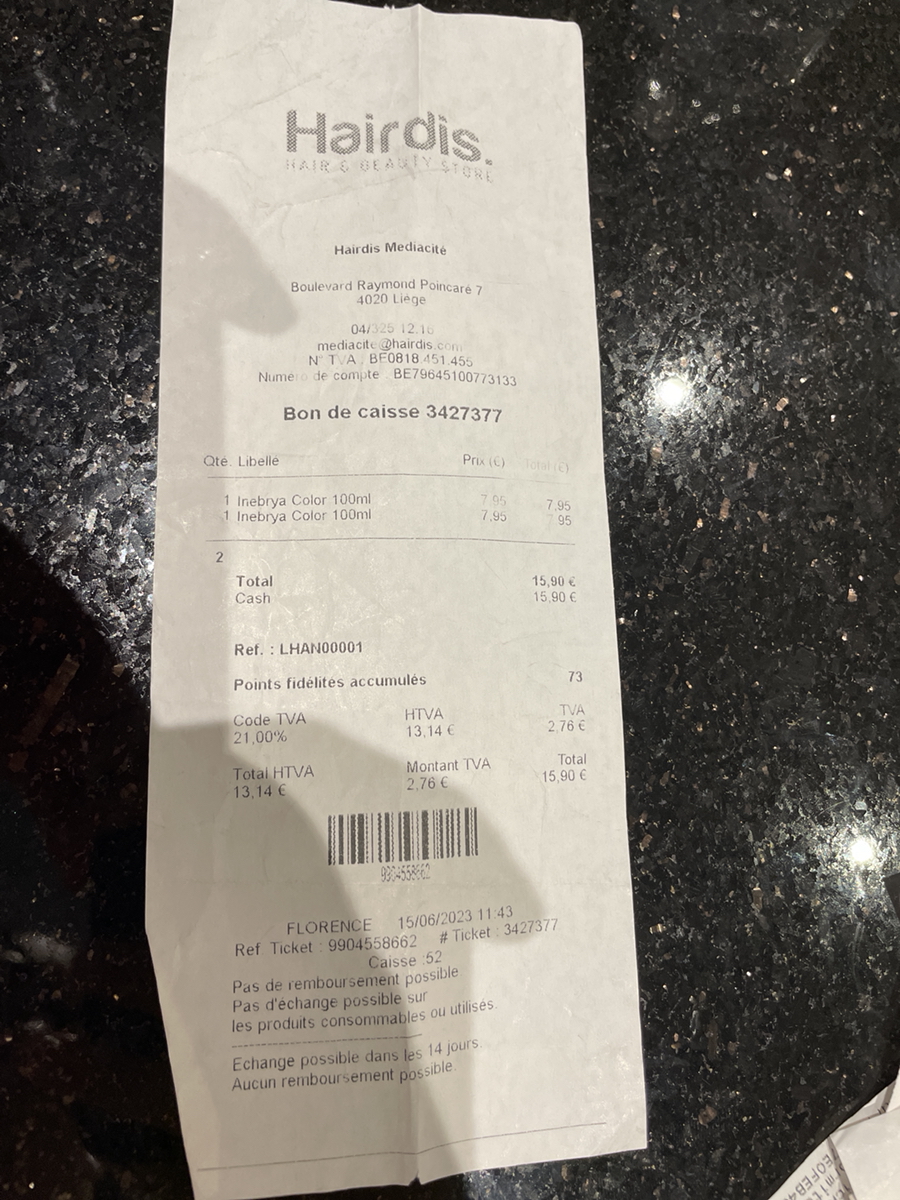 Hairdis.
HAIR & BEAUTY STORE
Hairdis Mediacité
Boulevard Raymond Poincaré 7
4020 Liège
04/325 12.16
mediacite@hairdis.com
N° TVA BE0818.451.455
Numéro de compte BE79645100773133
Bon de caisse 3427377
Qté. Libellé Prix (€) Total (€)
1 Inebrya Color 100ml 7,95 7,95
1 Inebrya Color 100ml 7,95 7,95
2
Total 15,90 €
Cash 15,90 €
Ref. : LHAN00001
Points fidélités accumulés 73
Code TVA HTVA TVA
21,00% 13,14 € 2,76 €
Total HTVA Montant TVA Total
13,14 € 2,76 € 15,90 €
9904558662
FLORENCE 15/06/2023 11:43
Ref. Ticket : 9904558662 # Ticket : 3427377
Caisse :52
Pas de remboursement possible
Pas d'échange possible sur
les produits consommables ou utilisés.
Echange possible dans les 14 jours.
Aucun remboursement possible.